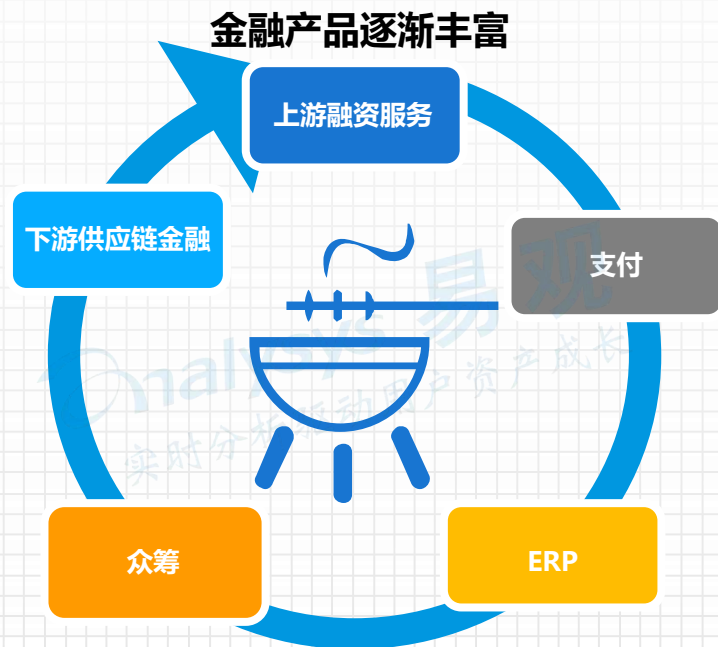 金融产品逐渐丰富
上游融资服务
下游供应链金融
支付
nalysys 易观
实时分析驱动用户资产成长
众筹
ERP